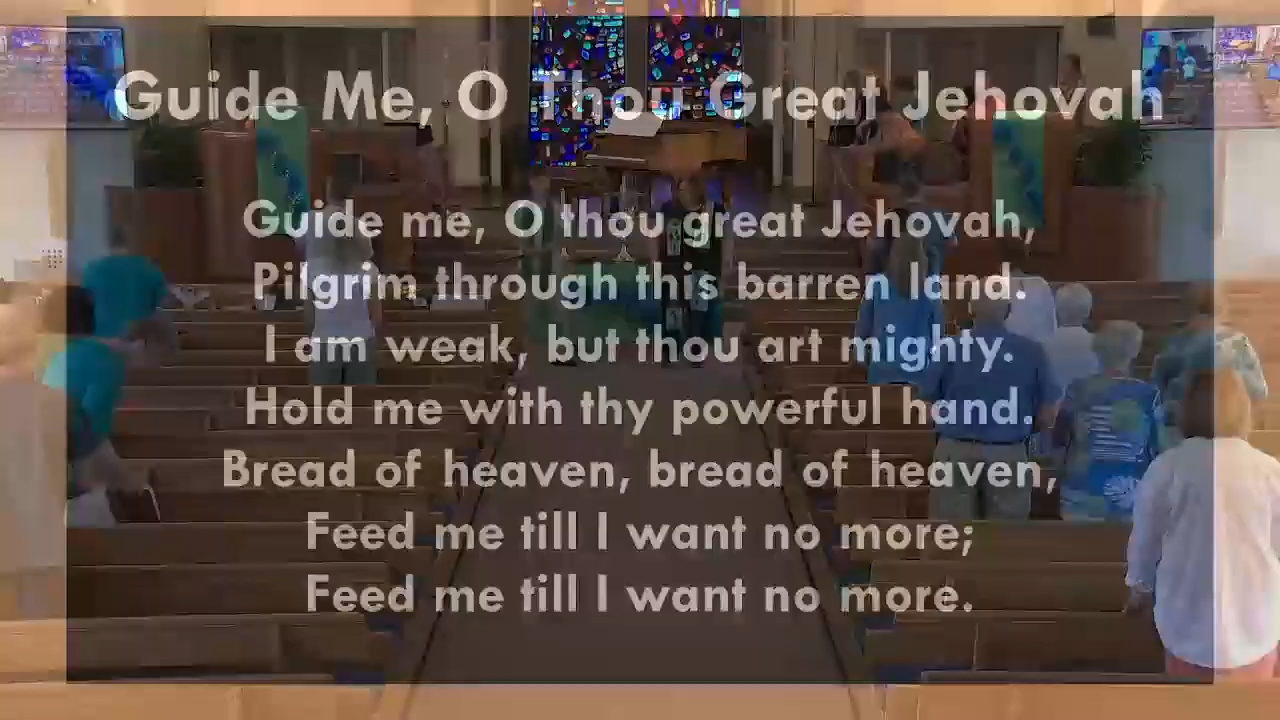 Guide Me, O Thou Great Jehovah
Guide me, O thou great Jehovah,
Pilgrim through this barren land.
I am weak, but thou art mighty.
Hold me with thy powerful hand.
Bread of heaven, bread of heaven,
Feed me till I want no more;
Feed me till I want no more.